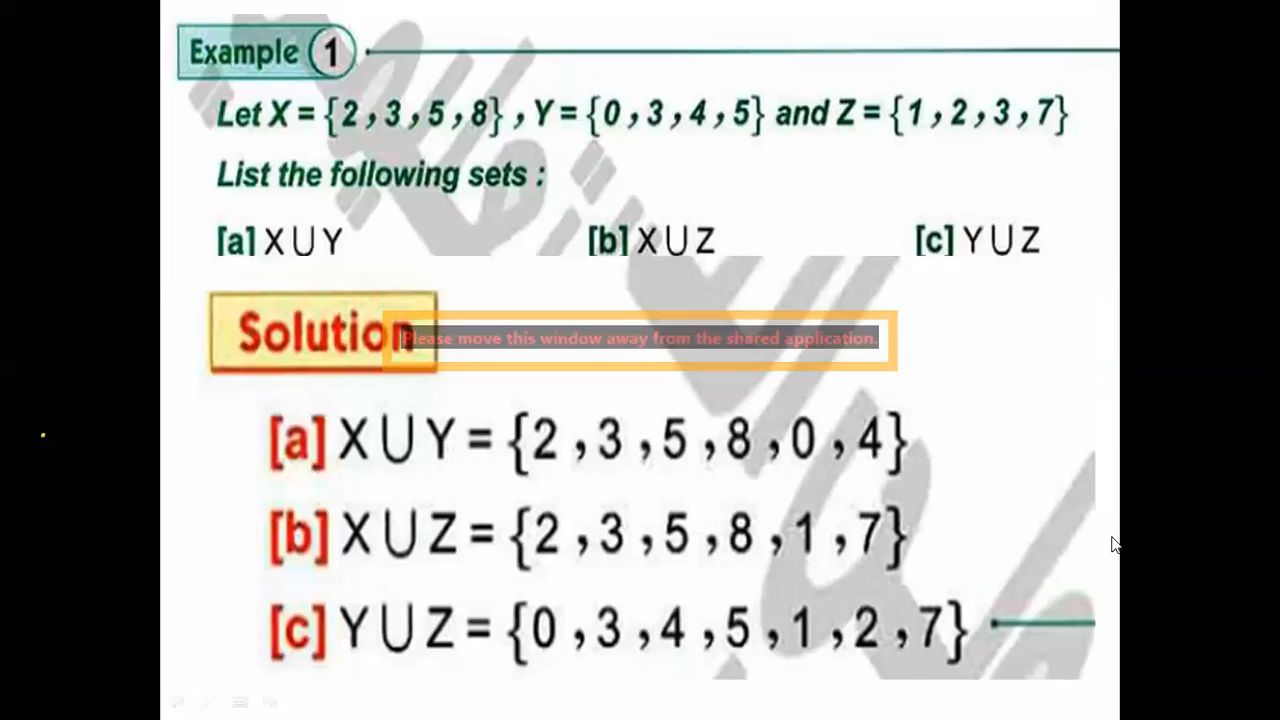 Example 1
Let X = {2 , 3 , 5 , 8} , Y = {0 , 3 , 4 , 5} and Z = {1 , 2 , 3 , 7}
List the following sets :
[a] X ∪ Y [b] X ∪ Z [c] Y ∪ Z
Solution
Please move this window away from the shared application.
[a] X ∪ Y = {2 , 3 , 5 , 8 , 0 , 4}
[b] X ∪ Z = {2 , 3 , 5 , 8 , 1 , 7}
[c] Y ∪ Z = {0 , 3 , 4 , 5 , 1 , 2 , 7}